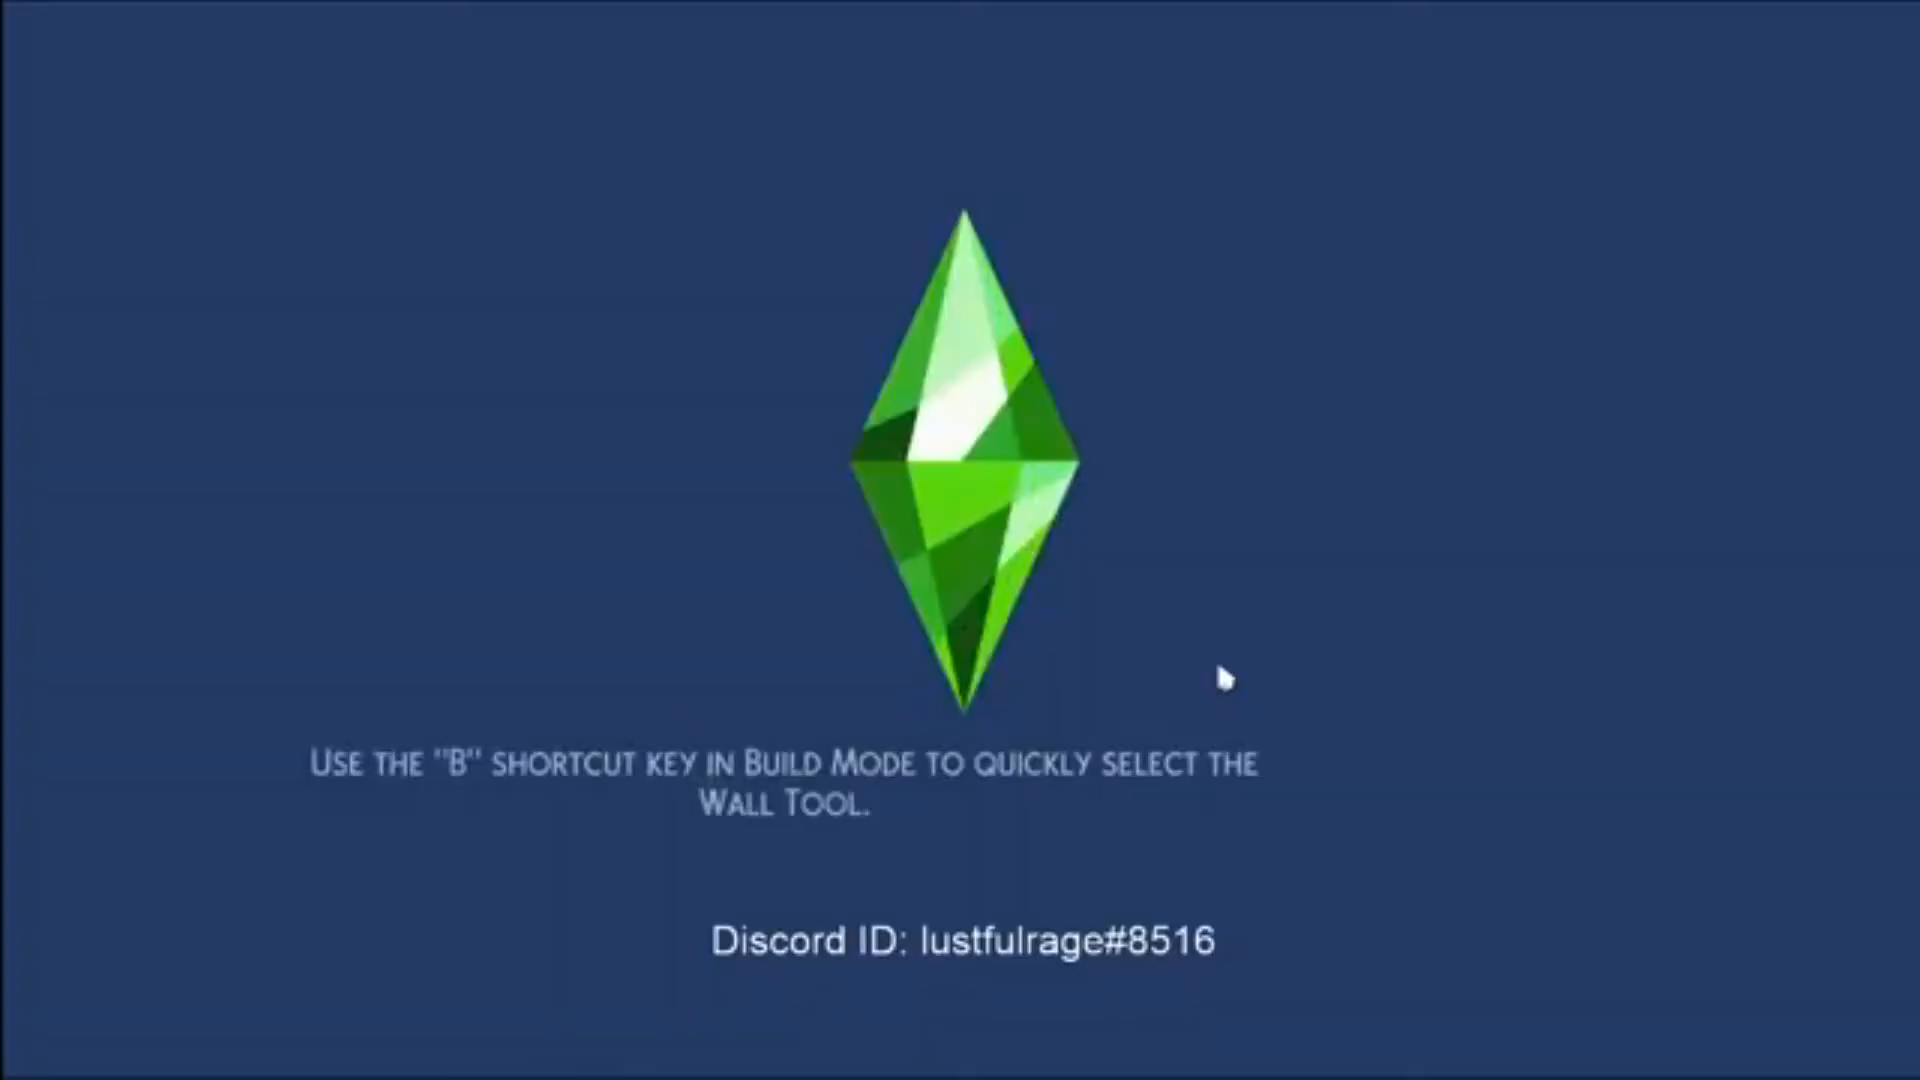 Use the "B" shortcut key in Build Mode to quickly select the
Wall Tool.
Discord ID: lustfulrage#8516